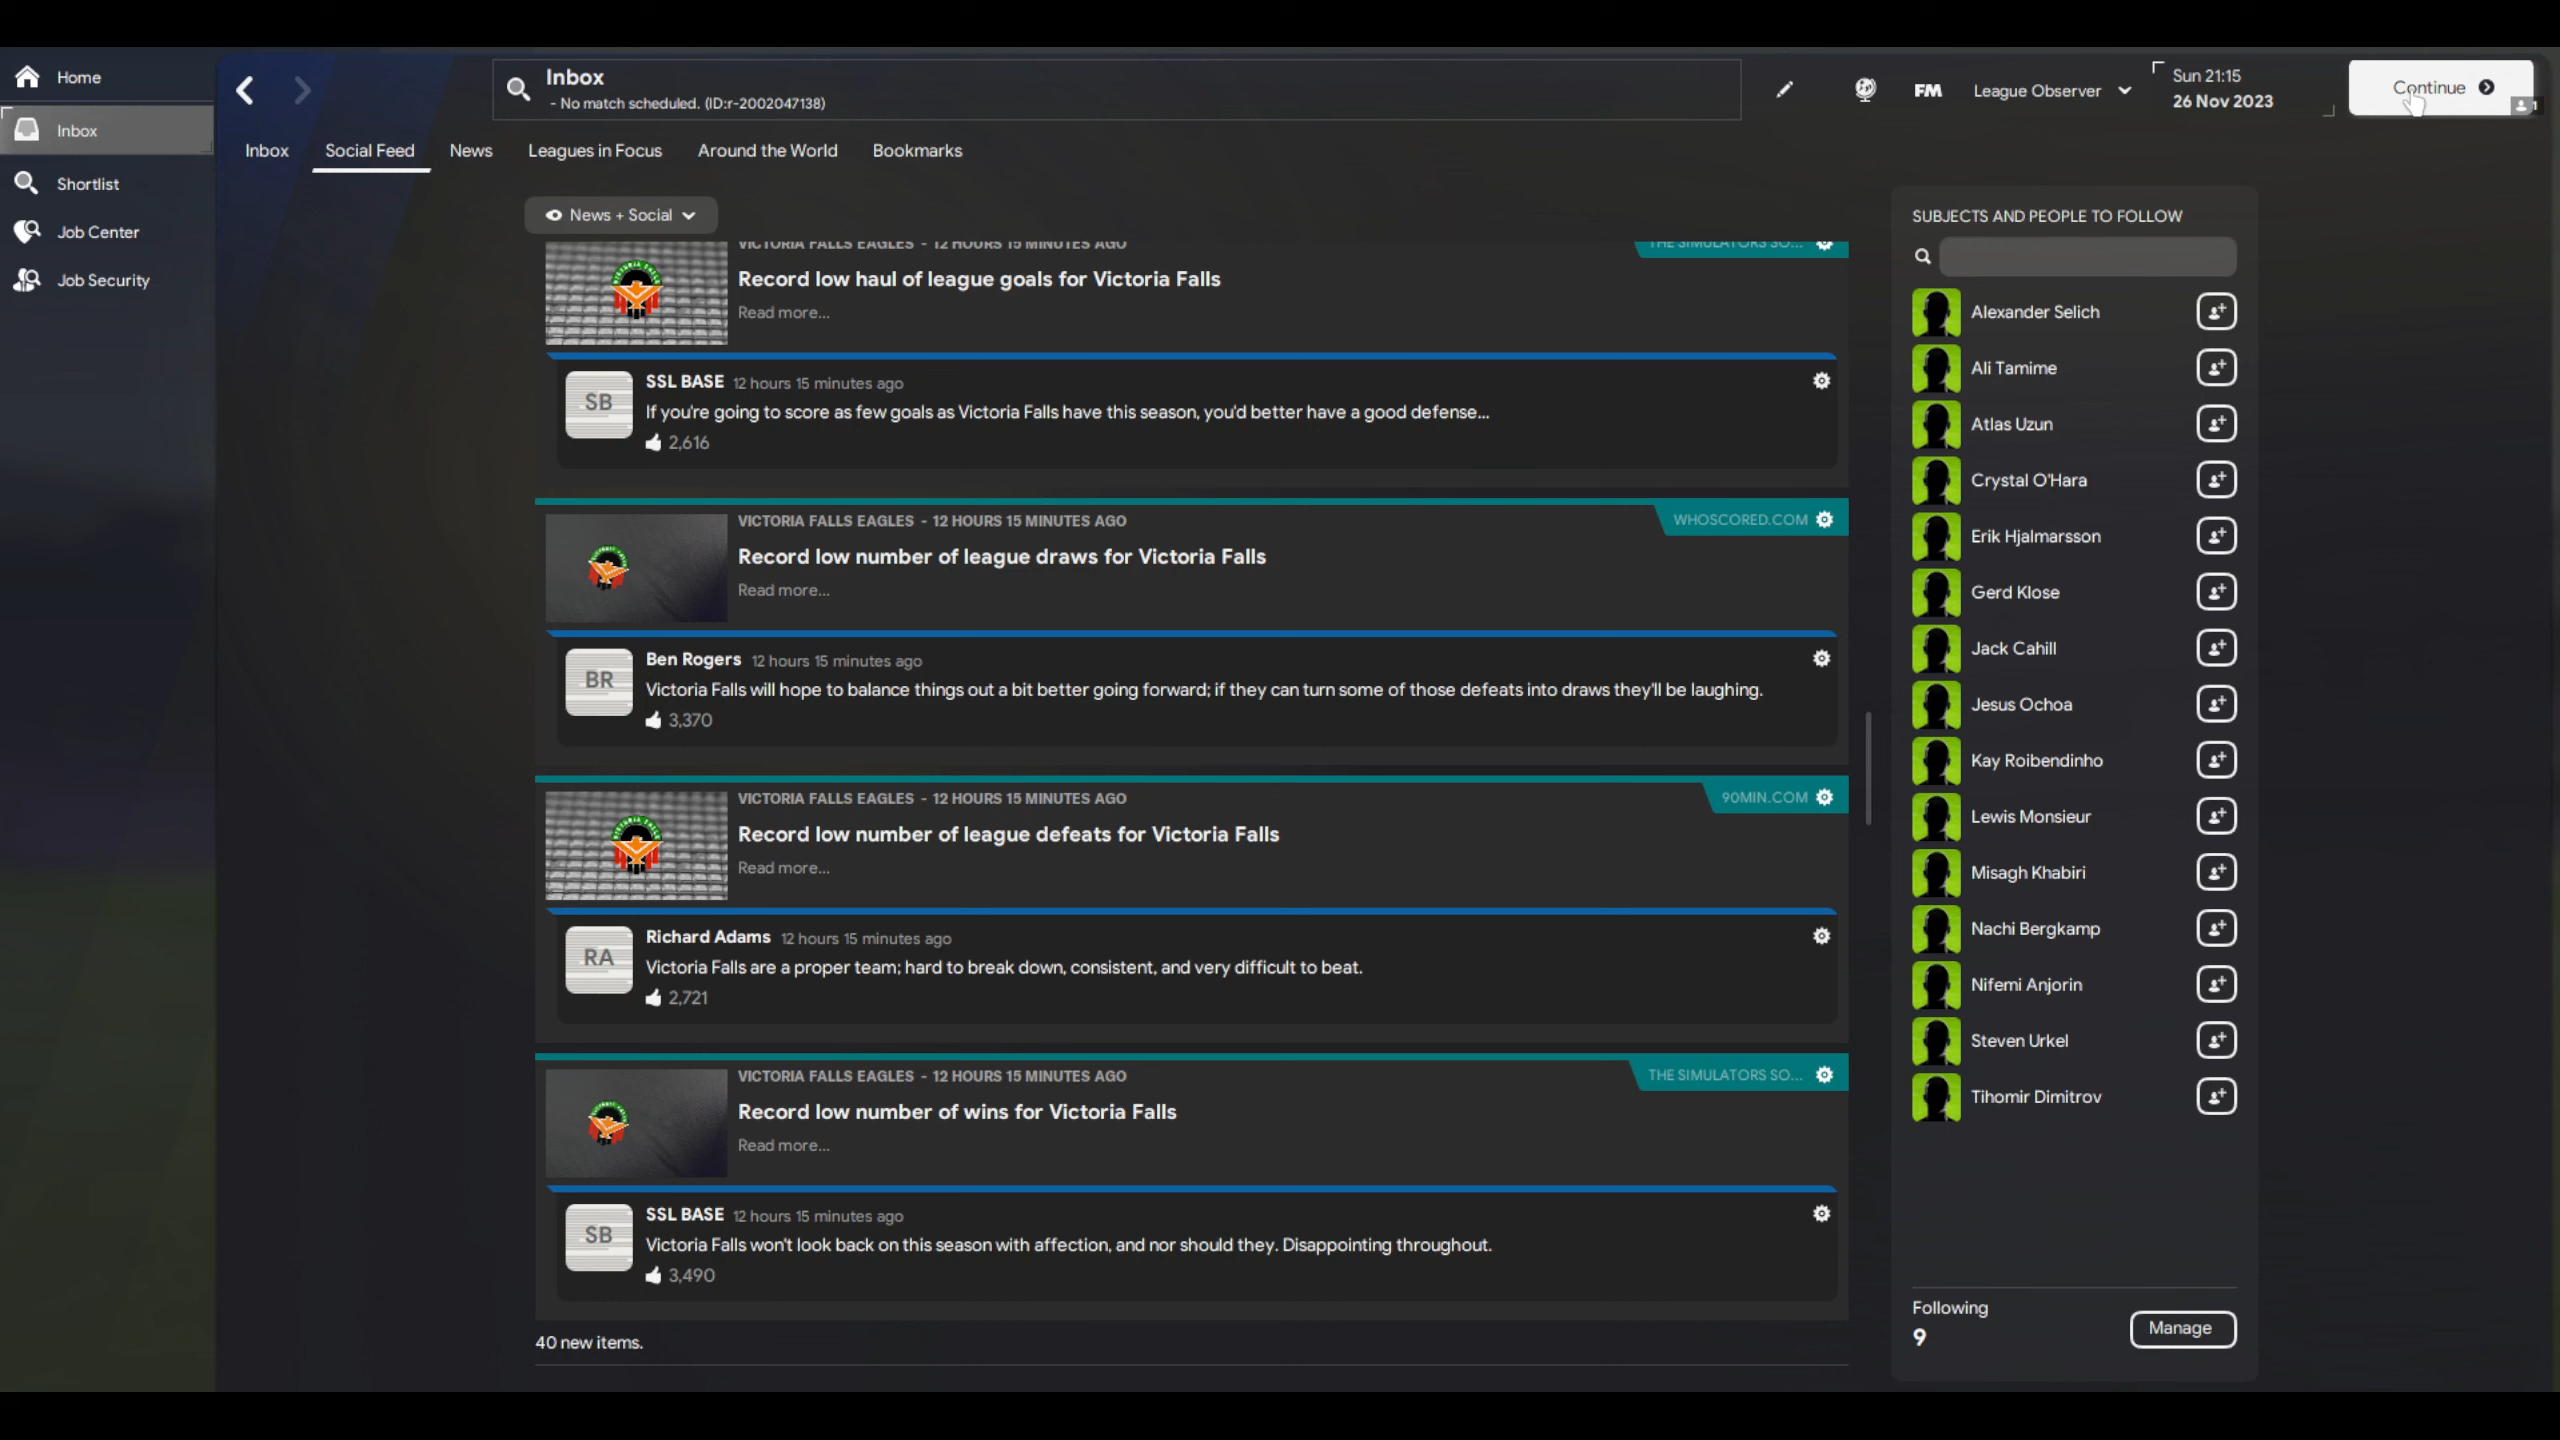 Home
Inbox
Shortlist
Job Center
Job Security
Inbox
- No match scheduled. (ID:r-2002047138)
FM
League Observer
Sun 21:15
26 Nov 2023
Continue
1
Inbox Social Feed News Leagues in Focus Around the World Bookmarks
News + Social
VICTORIA FALLS EAGLES - 12 HOURS 15 MINUTES AGO
THE SIMULATORS SO...
Record low haul of league goals for Victoria Falls
Read more...
SB
SSL BASE 12 hours 15 minutes ago
If you're going to score as few goals as Victoria Falls have this season, you'd better have a good defense...
2,616
VICTORIA FALLS EAGLES - 12 HOURS 15 MINUTES AGO
WHOSCORED.COM
Record low number of league draws for Victoria Falls
Read more...
BR
Ben Rogers 12 hours 15 minutes ago
Victoria Falls will hope to balance things out a bit better going forward; if they can turn some of those defeats into draws they'll be laughing.
3,370
VICTORIA FALLS EAGLES - 12 HOURS 15 MINUTES AGO
90MIN.COM
Record low number of league defeats for Victoria Falls
Read more...
RA
Richard Adams 12 hours 15 minutes ago
Victoria Falls are a proper team; hard to break down, consistent, and very difficult to beat.
2,721
VICTORIA FALLS EAGLES - 12 HOURS 15 MINUTES AGO
THE SIMULATORS SO...
Record low number of wins for Victoria Falls
Read more...
SB
SSL BASE 12 hours 15 minutes ago
Victoria Falls won't look back on this season with affection, and nor should they. Disappointing throughout.
3,490
40 new items.
SUBJECTS AND PEOPLE TO FOLLOW
Alexander Selich
Ali Tamime
Atlas Uzun
Crystal O'Hara
Erik Hjalmarsson
Gerd Klose
Jack Cahill
Jesus Ochoa
Kay Roibendinho
Lewis Monsieur
Misagh Khabiri
Nachi Bergkamp
Nifemi Anjorin
Steven Urkel
Tihomir Dimitrov
Following
9
Manage